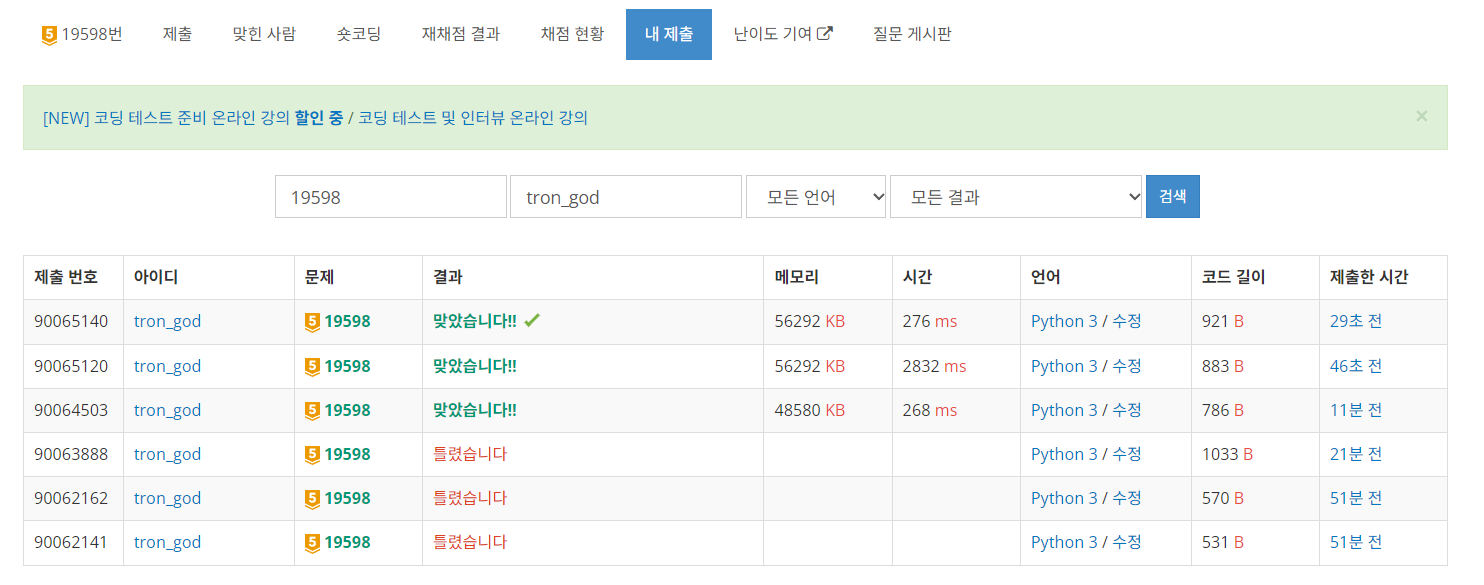 5 19598번 제출 맞힌 사람 숏코딩 재채점 결과 채점 현황 내 제출 난이도 기여 질문 게시판
[NEW] 코딩 테스트 준비 온라인 강의 할인 중 / 코딩 테스트 및 인터뷰 온라인 강의 ×
19598 tron_god 모든 언어 모든 결과 검색
제출 번호 아이디 문제 결과 메모리 시간 언어 코드 길이 제출한 시간
90065140 tron_god 5 19598 맞았습니다!! 56292 KB 276 ms Python 3 / 수정 921 B 29초 전
90065120 tron_god 5 19598 맞았습니다!! 56292 KB 2832 ms Python 3 / 수정 883 B 46초 전
90064503 tron_god 5 19598 맞았습니다!! 48580 KB 268 ms Python 3 / 수정 786 B 11분 전
90063888 tron_god 5 19598 틀렸습니다 Python 3 / 수정 1033 B 21분 전
90062162 tron_god 5 19598 틀렸습니다 Python 3 / 수정 570 B 51분 전
90062141 tron_god 5 19598 틀렸습니다 Python 3 / 수정 531 B 51분 전